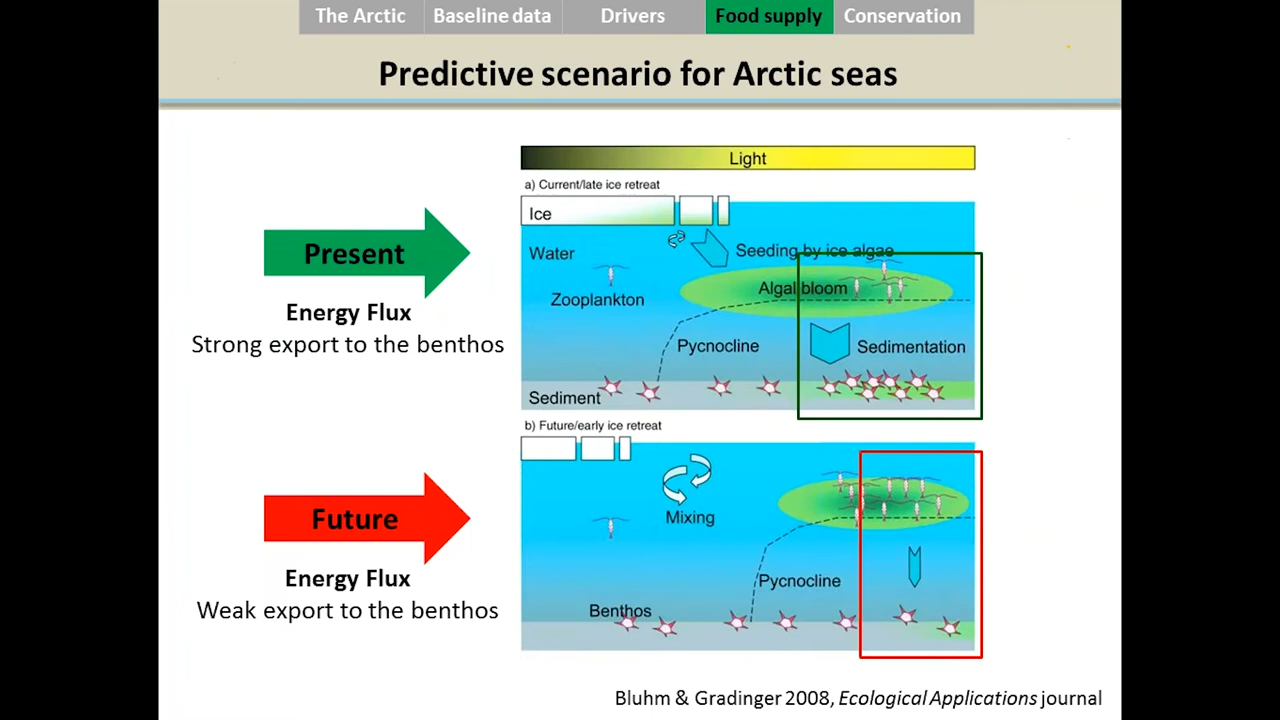 The Arctic
Baseline data
Drivers
Food supply
Conservation
Predictive scenario for Arctic seas
Light
a) Current/late ice retreat
Ice
Water
Seeding by ice algae
Zooplankton
Algal bloom
Pycnocline
Sedimentation
Sediment
Present
Energy Flux
Strong export to the benthos
b) Future/early ice retreat
Mixing
Pycnocline
Benthos
Future
Energy Flux
Weak export to the benthos
Bluhm & Gradinger 2008, Ecological Applications journal